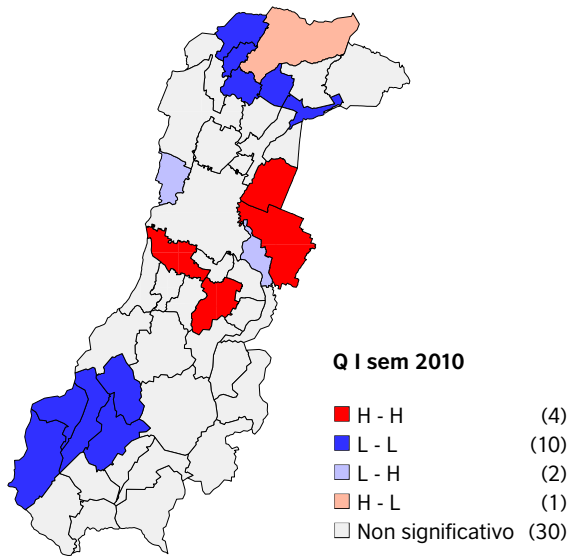 Q I sem 2010
H - H (4)
L - L (10)
L - H (2)
H - L (1)
Non significativo (30)